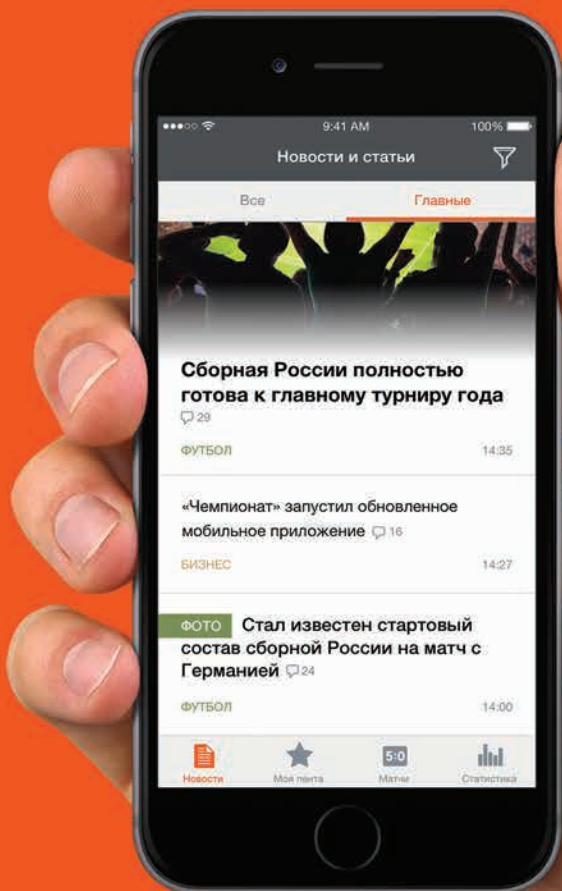 9:41 AM 100%
Новости и статьи
Все Главные
Сборная России полностью
готова к главному турниру года
29
ФУТБОЛ 14:35
«Чемпионат» запустил обновленное
мобильное приложение 16
БИЗНЕС 14:27
ФОТО Стал известен стартовый
состав сборной России на матч с
Германией 24
ФУТБОЛ 14:00
5:0
Новости Моя лента Матчи Статистика